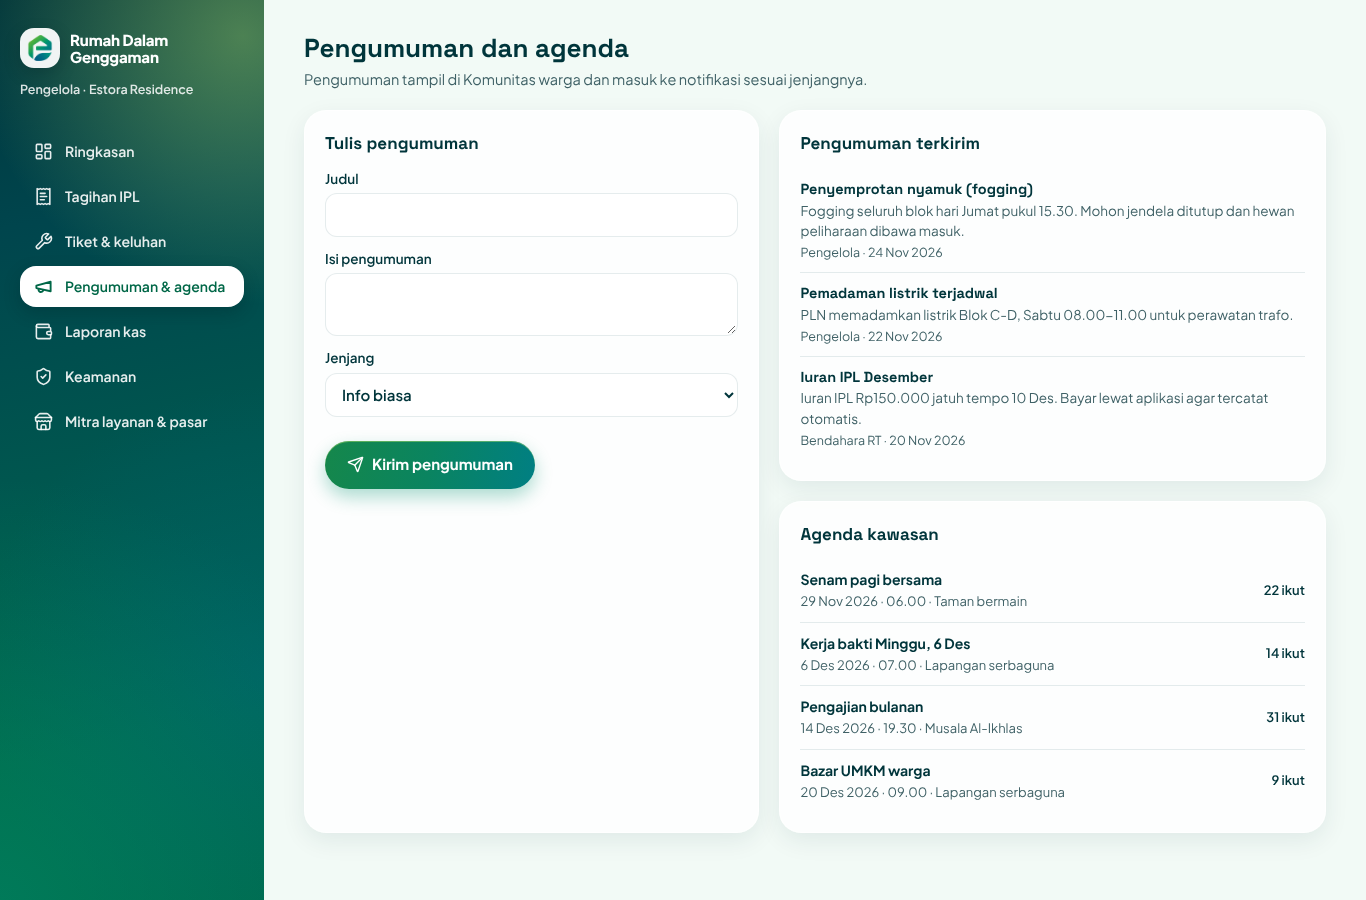 Rumah Dalam
Genggaman
Pengelola · Estora Residence
Ringkasan
Tagihan IPL
Tiket & keluhan
Pengumuman & agenda
Laporan kas
Keamanan
Mitra layanan & pasar
Pengumuman dan agenda
Pengumuman tampil di Komunitas warga dan masuk ke notifikasi sesuai jenjangnya.
Tulis pengumuman
Judul
Isi pengumuman
Jenjang
Info biasa
Kirim pengumuman
Pengumuman terkirim
Penyemprotan nyamuk (fogging)
Fogging seluruh blok hari Jumat pukul 15.30. Mohon jendela ditutup dan hewan
peliharaan dibawa masuk.
Pengelola · 24 Nov 2026
Pemadaman listrik terjadwal
PLN memadamkan listrik Blok C-D, Sabtu 08.00–11.00 untuk perawatan trafo.
Pengelola · 22 Nov 2026
Iuran IPL Desember
Iuran IPL Rp150.000 jatuh tempo 10 Des. Bayar lewat aplikasi agar tercatat
otomatis.
Bendahara RT · 20 Nov 2026
Agenda kawasan
Senam pagi bersama
29 Nov 2026 · 06.00 · Taman bermain
22 ikut
Kerja bakti Minggu, 6 Des
6 Des 2026 · 07.00 · Lapangan serbaguna
14 ikut
Pengajian bulanan
14 Des 2026 · 19.30 · Musala Al-Ikhlas
31 ikut
Bazar UMKM warga
20 Des 2026 · 09.00 · Lapangan serbaguna
9 ikut